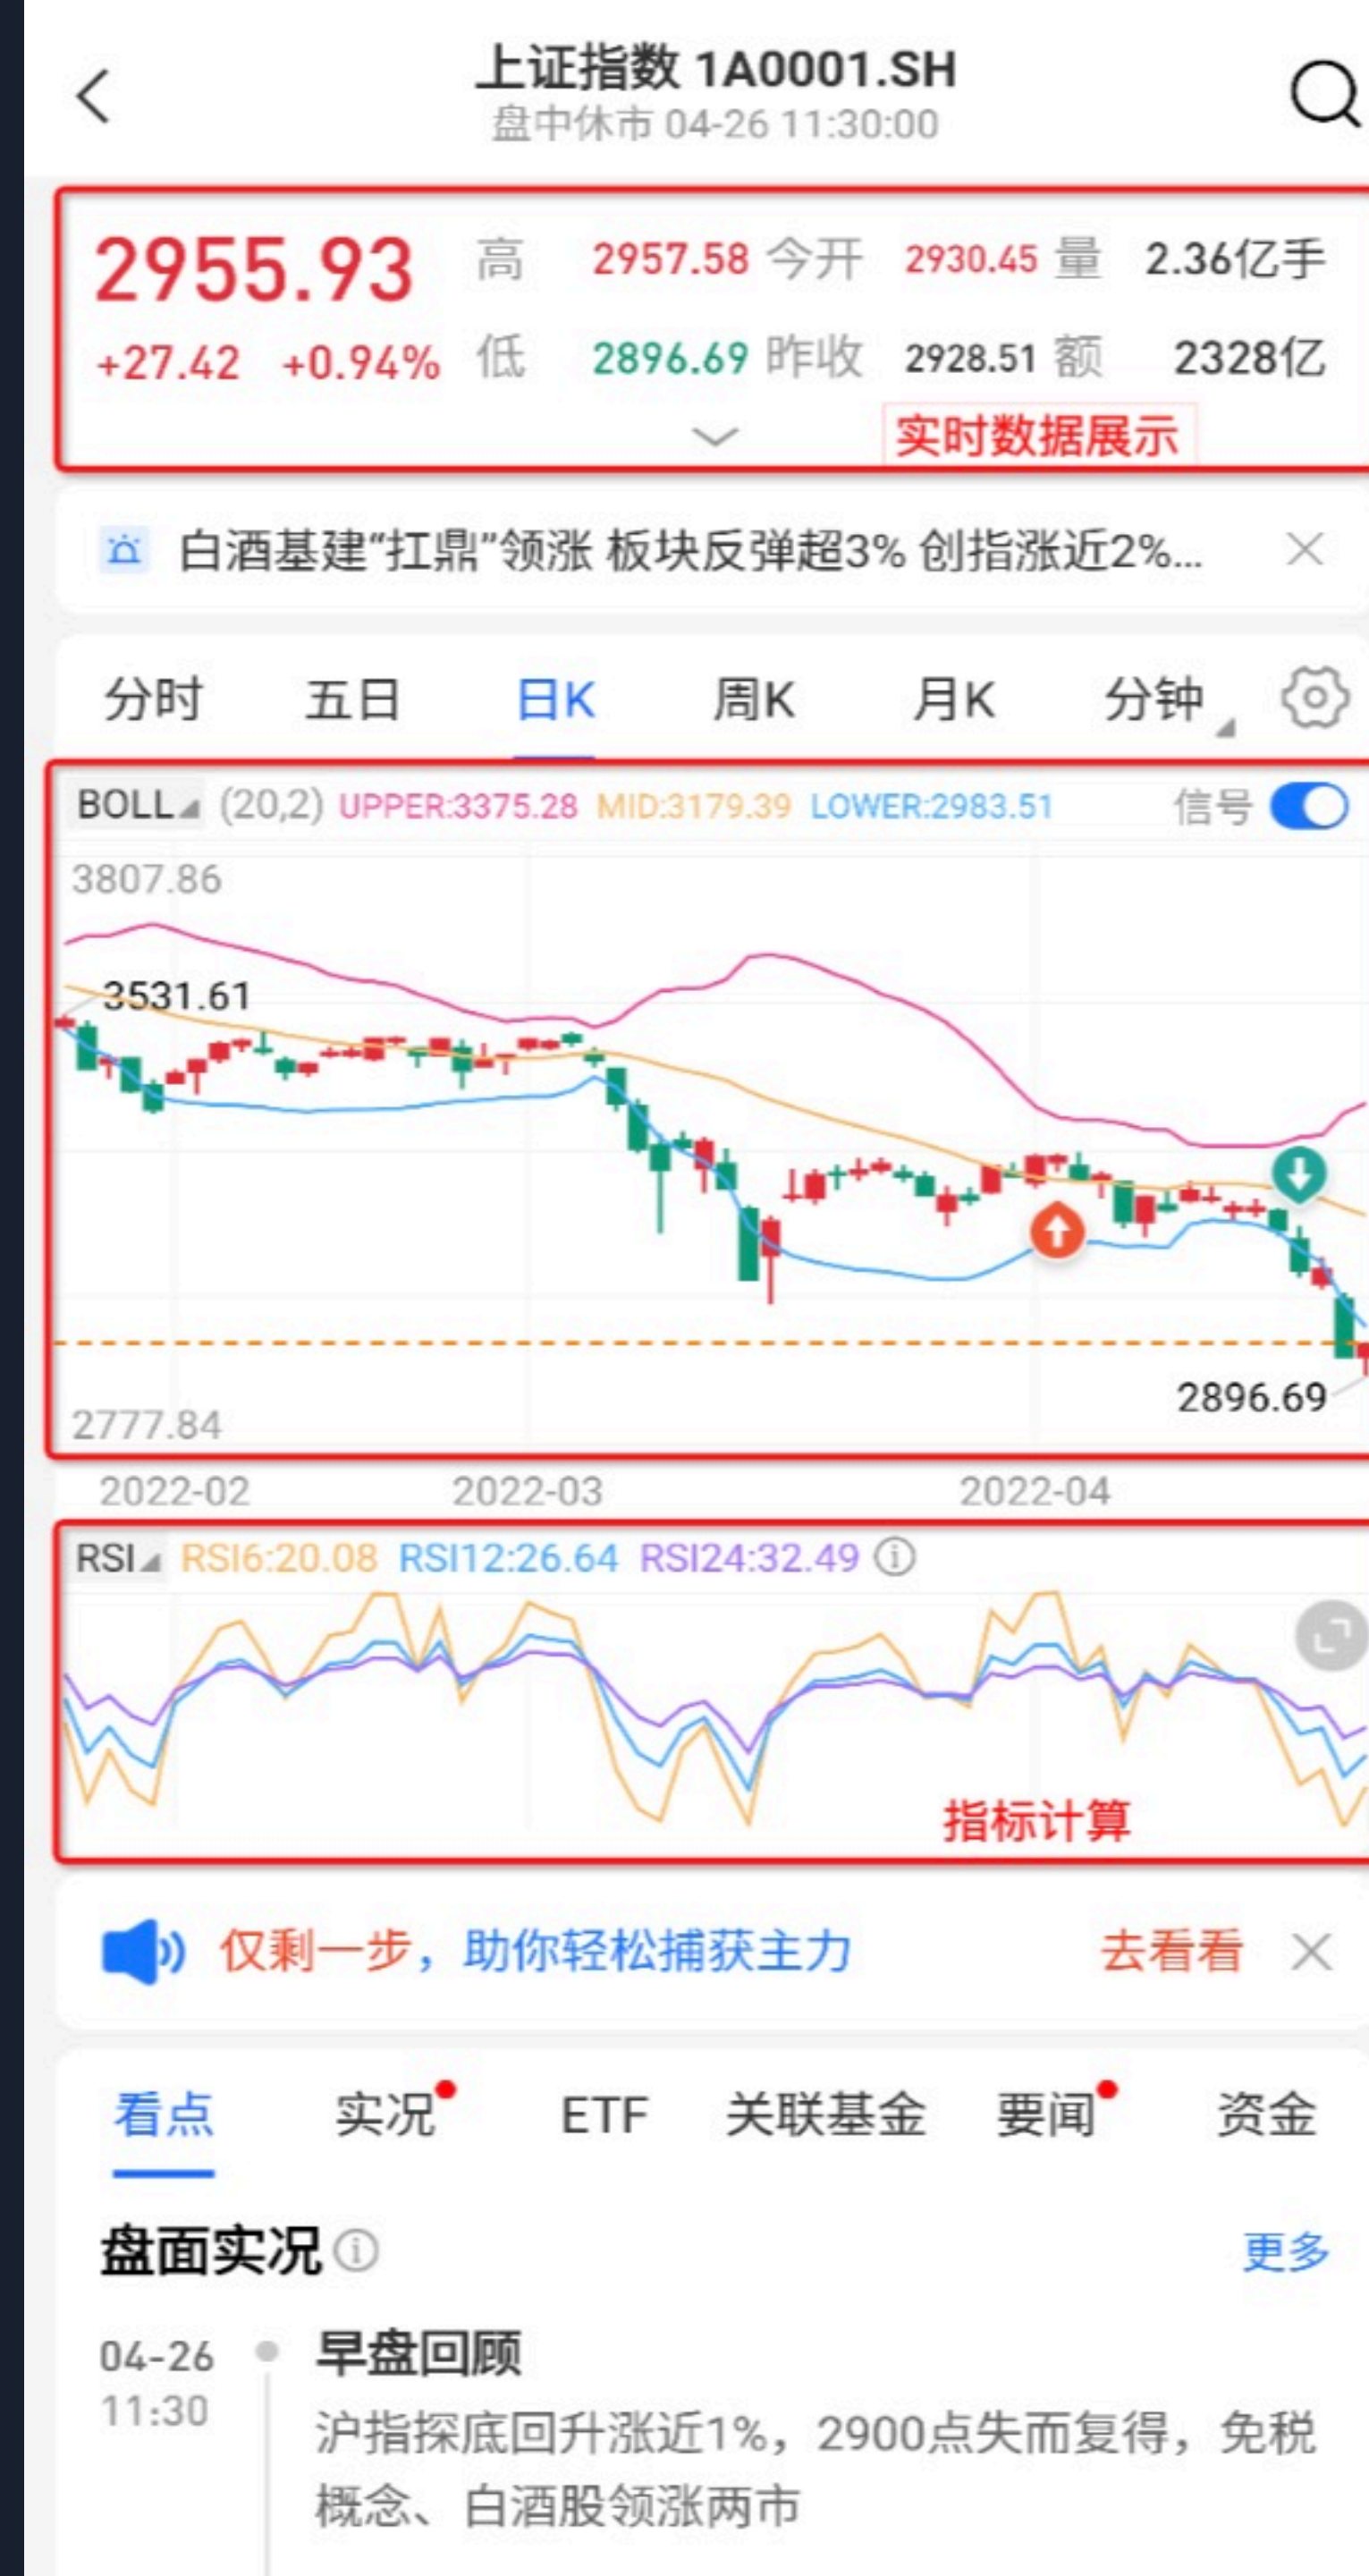 上证指数 1A0001.SH
盘中休市 04-26 11:30:00
2955.93 高 2957.58 今开 2930.45 量 2.36亿手
+27.42 +0.94% 低 2896.69 昨收 2928.51 额 2328亿
实时数据展示
白酒基建“扛鼎”领涨 板块反弹超3% 创指涨近2%...
分时 五日 日K 周K 月K 分钟
BOLL (20,2) UPPER:3375.28 MID:3179.39 LOWER:2983.51 信号
3807.86
3531.61
2896.69
2777.84
2022-02 2022-03 2022-04
RSI RSI6:20.08 RSI12:26.64 RSI24:32.49
指标计算
仅剩一步，助你轻松捕获主力 去看看
看点 实况 ETF 关联基金 要闻 资金
盘面实况 更多
04-26 早盘回顾
11:30
沪指探底回升涨近1%，2900点失而复得，免税
概念、白酒股领涨两市